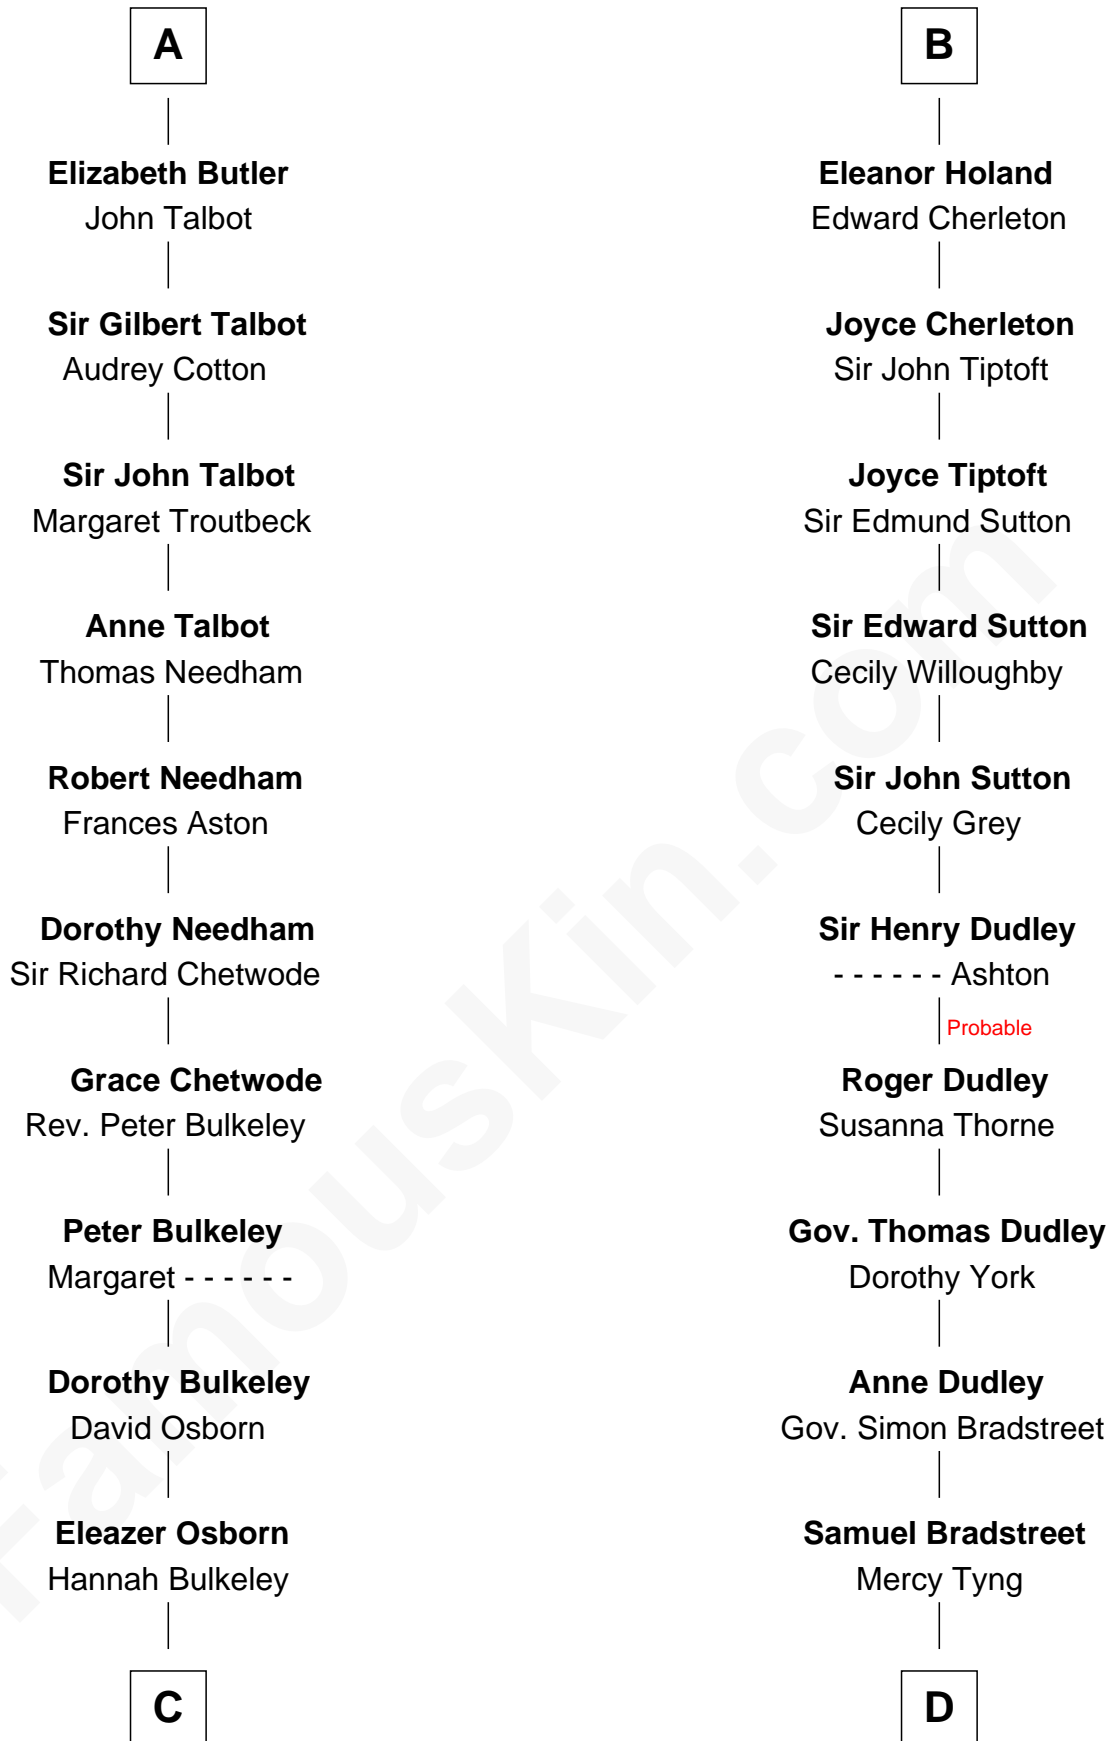 A
Elizabeth Butler
John Talbot
Sir Gilbert Talbot
Audrey Cotton
Sir John Talbot
Margaret Troutbeck
Anne Talbot
Thomas Needham
Robert Needham
Frances Aston
Dorothy Needham
Sir Richard Chetwode
Grace Chetwode
Rev. Peter Bulkeley
Peter Bulkeley
Margaret - - - - - -
Dorothy Bulkeley
David Osborn
Eleazer Osborn
Hannah Bulkeley
C
B
Eleanor Holand
Edward Cherleton
Joyce Cherleton
Sir John Tiptoft
Joyce Tiptoft
Sir Edmund Sutton
Sir Edward Sutton
Cecily Willoughby
Sir John Sutton
Cecily Grey
Sir Henry Dudley
- - - - - - Ashton
Probable
Roger Dudley
Susanna Thorne
Gov. Thomas Dudley
Dorothy York
Anne Dudley
Gov. Simon Bradstreet
Samuel Bradstreet
Mercy Tyng
D
FamousKin.com